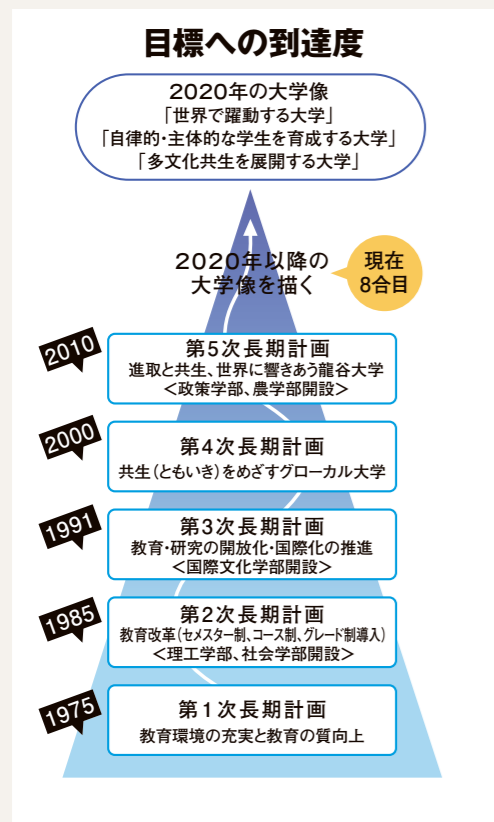 目標への到達度
2020年の大学像
「世界で躍動する大学」
「自律的・主体的な学生を育成する大学」
「多文化共生を展開する大学」
2020年以降の
大学像を描く
現在
8合目
2010
第5次長期計画
進取と共生、世界に響きあう龍谷大学
<政策学部、農学部開設>
2000
第4次長期計画
共生(ともいき)をめざすグローカル大学
1991
第3次長期計画
教育・研究の開放化・国際化の推進
<国際文化学部開設>
1985
第2次長期計画
教育改革(セメスター制、コース制、グレード制導入)
<理工学部、社会学部開設>
1975
第1次長期計画
教育環境の充実と教育の質向上